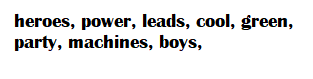 heroes, power, leads, cool, green,
party, machines, boys,